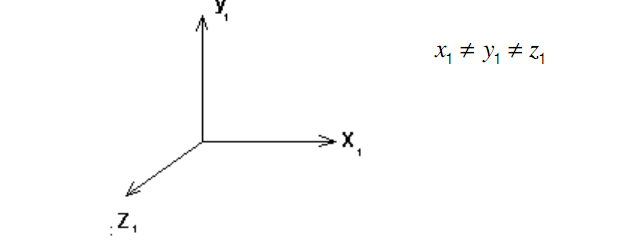 y₁
x₁ ≠ y₁ ≠ z₁
X₁
: Z₁